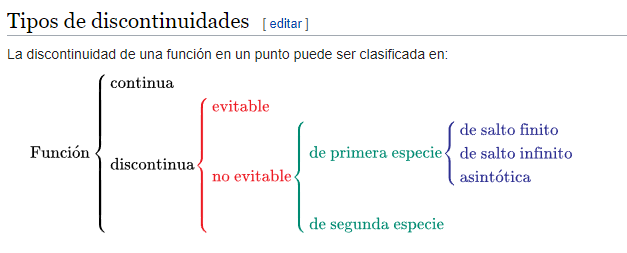 Tipos de discontinuidades [ editar ]
La discontinuidad de una función en un punto puede ser clasificada en:
continua
evitable
de salto finito
Función
de primera especie
de salto infinito
discontinua
no evitable
asintótica
de segunda especie